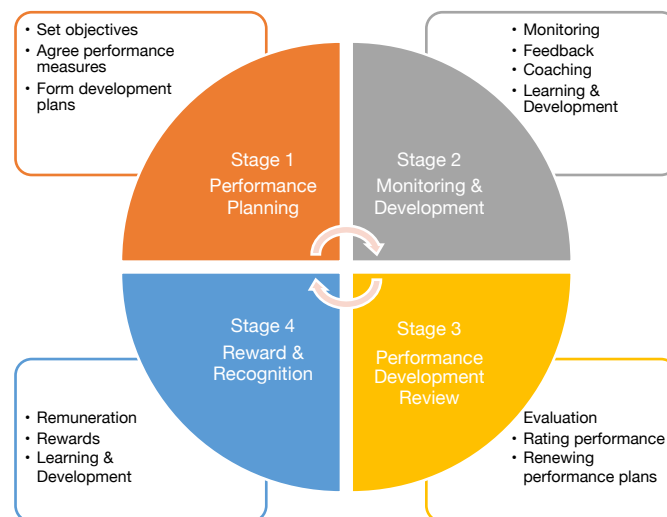 • Set objectives
• Agree performance
measures
• Form development
plans
• Monitoring
• Feedback
• Coaching
• Learning &
Development
Stage 1
Performance
Planning
Stage 2
Monitoring &
Development
Stage 4
Reward &
Recognition
Stage 3
Performance
Development
Review
• Remuneration
• Rewards
• Learning &
Development
Evaluation
• Rating performance
• Renewing
performance plans